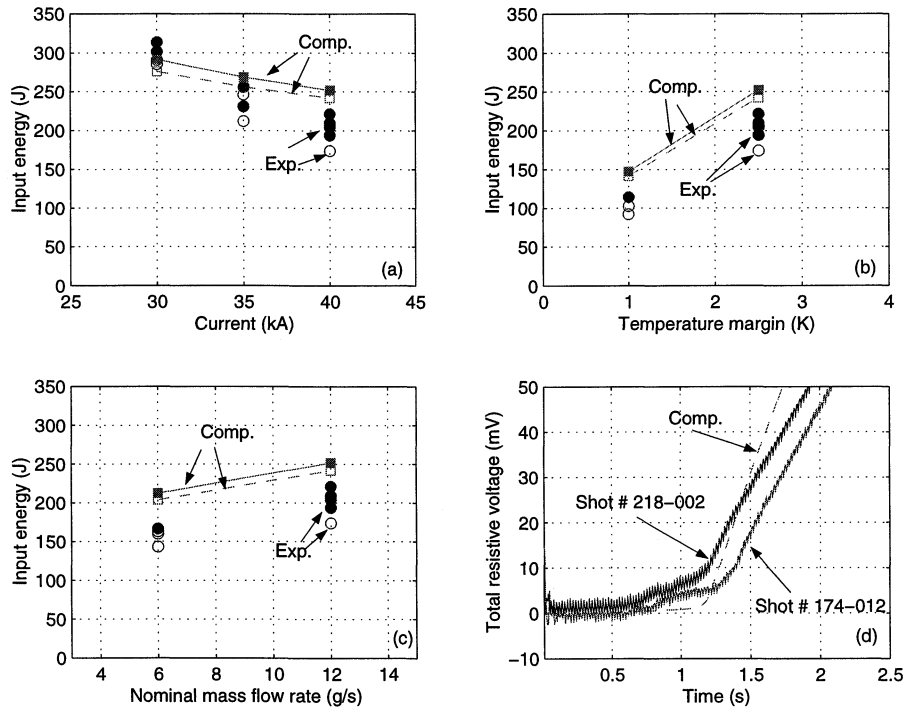 350
300
250
200
150
100
50
0
Input energy (J)
Comp.
Exp.
(a)
25 30 35 40 45
Current (kA)
350
300
250
200
150
100
50
0
Input energy (J)
Comp.
Exp.
(b)
0 1 2 3 4
Temperature margin (K)
350
300
250
200
150
100
50
0
Input energy (J)
Comp.
Exp.
(c)
4 6 8 10 12 14
Nominal mass flow rate (g/s)
50
40
30
20
10
0
−10
Total resistive voltage (mV)
Comp.
Shot # 218−002
Shot # 174−012
(d)
0.5 1 1.5 2 2.5
Time (s)